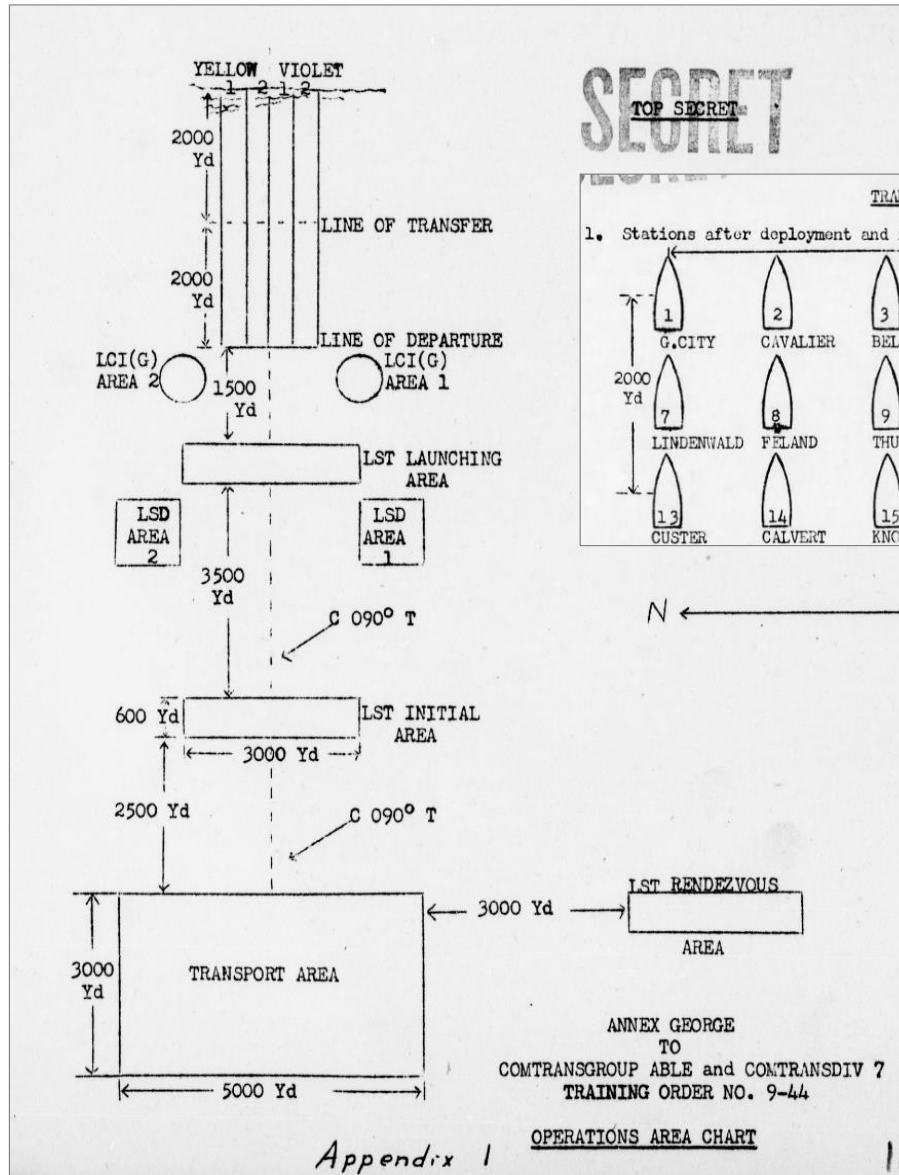 YELLOW VIOLET
1 2 1 2
SECRET
TOP SECRET
2000
Yd
LINE OF TRANSFER
2000
Yd
LINE OF DEPARTURE
LCI(G)
AREA 2
LCI(G)
AREA 1
1500
Yd
LST LAUNCHING
AREA
LSD
AREA
2
LSD
AREA
1
3500
Yd
C 090° T
600 Yd
LST INITIAL
AREA
3000 Yd
2500 Yd
C 090° T
3000
Yd
TRANSPORT AREA
5000 Yd
3000 Yd
LST RENDEZVOUS
AREA
1. Stations after deployment and
1
G.CITY
2
CAVALIER
3
BEL
2000
Yd
7
LINDENWALD
8
FELAND
9
THU
13
CUSTER
14
CALVERT
15
KNO
N
ANNEX GEORGE
TO
COMTRANSGROUP ABLE and COMTRANSDIV 7
TRAINING ORDER NO. 9-44
OPERATIONS AREA CHART
Appendix 1
1